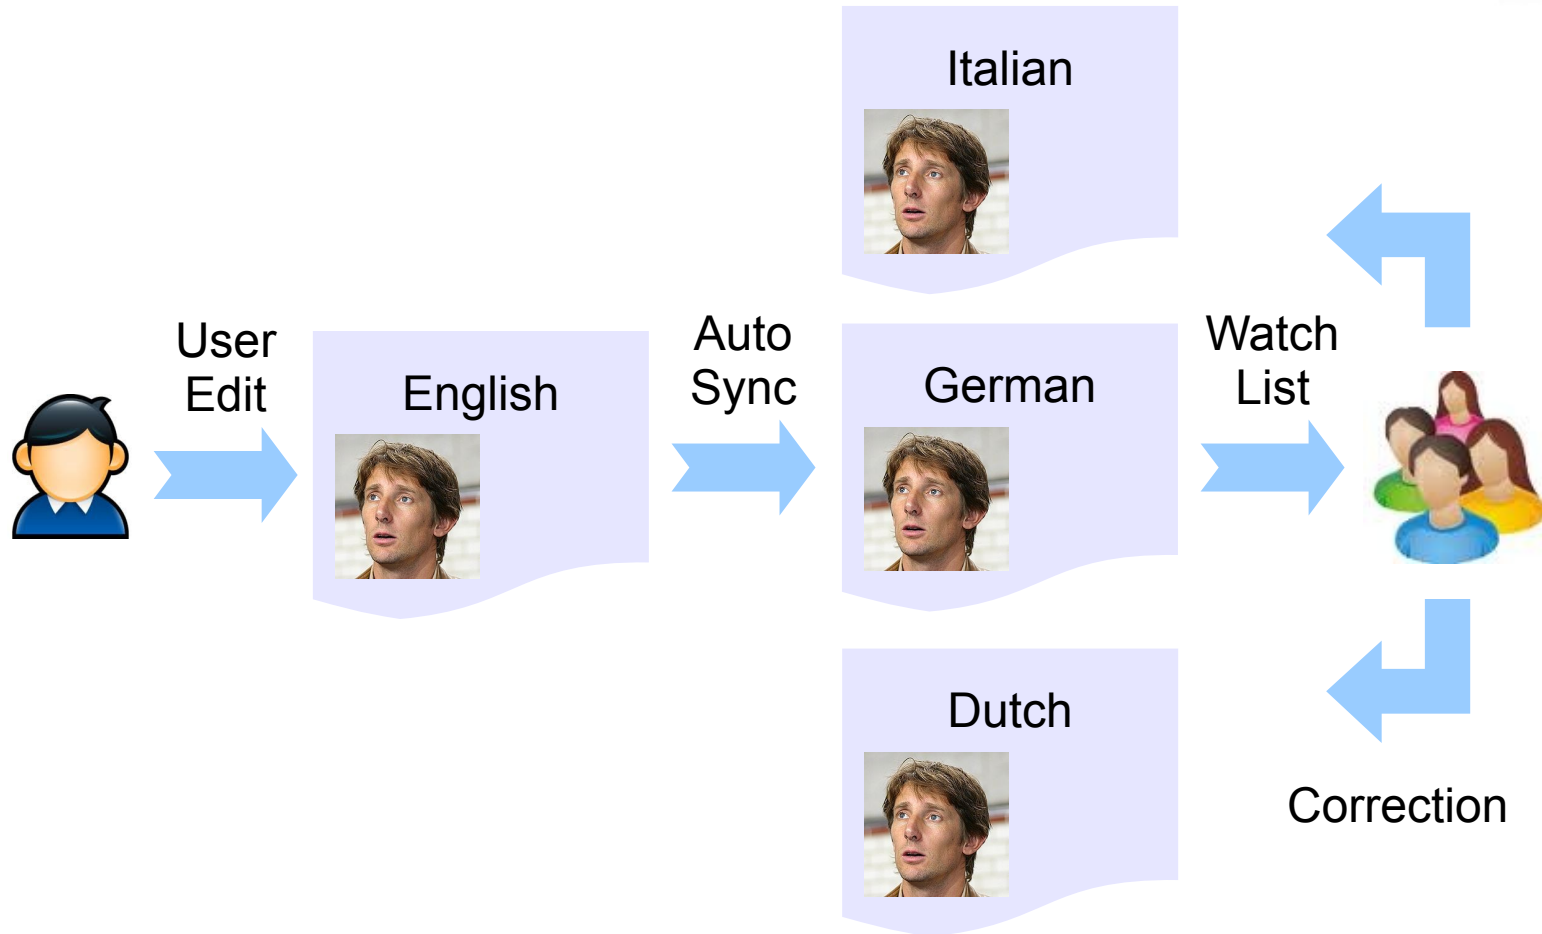 User
Edit
English
Auto
Sync
Italian
German
Dutch
Watch
List
Correction